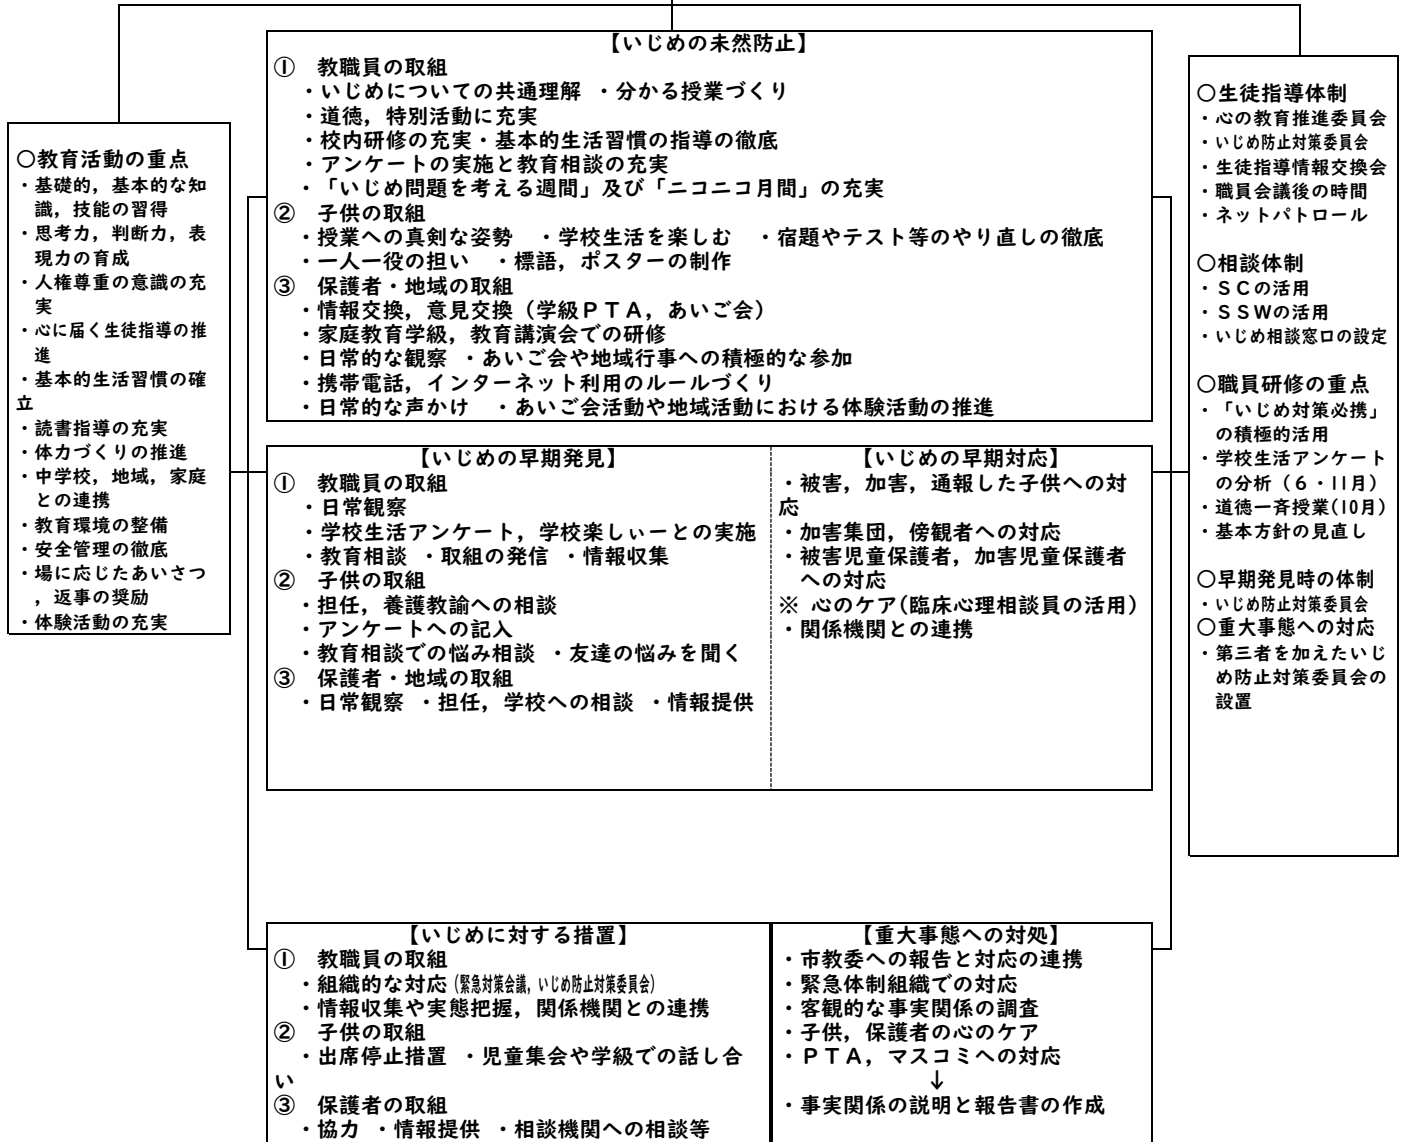 【いじめの未然防止】
① 教職員の取組
・いじめについての共通理解 ・分かる授業づくり
・道徳，特別活動に充実
・校内研修の充実・基本的生活習慣の指導の徹底
・アンケートの実施と教育相談の充実
・「いじめ問題を考える週間」及び「ニコニコ月間」の充実
② 子供の取組
・授業への真剣な姿勢 ・学校生活を楽しむ ・宿題やテスト等のやり直しの徹底
・一人一役の担い ・標語，ポスターの制作
③ 保護者・地域の取組
・情報交換，意見交換（学級ＰＴＡ，あいご会）
・家庭教育学級，教育講演会での研修
・日常的な観察 ・あいご会や地域行事への積極的な参加
・携帯電話，インターネット利用のルールづくり
・日常的な声かけ ・あいご会活動や地域活動における体験活動の推進
○教育活動の重点
・基礎的，基本的な知
識，技能の習得
・思考力，判断力，表
現力の育成
・人権尊重の意識の充
実
・心に届く生徒指導の推
進
・基本的生活習慣の確
立
・読書指導の充実
・体力づくりの推進
・中学校，地域，家庭
との連携
・教育環境の整備
・安全管理の徹底
・場に応じたあいさつ
，返事の奨励
・体験活動の充実
【いじめの早期発見】
① 教職員の取組
・日常観察
・学校生活アンケート，学校楽しぃーとの実施
・教育相談 ・取組の発信 ・情報収集
② 子供の取組
・担任，養護教諭への相談
・アンケートへの記入
・教育相談での悩み相談 ・友達の悩みを聞く
③ 保護者・地域の取組
・日常観察 ・担任，学校への相談 ・情報提供
【いじめの早期対応】
・被害，加害，通報した子供への対
応
・加害集団，傍観者への対応
・被害児童保護者，加害児童保護者
への対応
※ 心のケア(臨床心理相談員の活用)
・関係機関との連携
○生徒指導体制
・心の教育推進委員会
・いじめ防止対策委員会
・生徒指導情報交換会
・職員会議後の時間
・ネットパトロール
○相談体制
・ＳＣの活用
・ＳＳＷの活用
・いじめ相談窓口の設定
○職員研修の重点
・「いじめ対策必携」
の積極的活用
・学校生活アンケート
の分析（６・11月）
・道徳一斉授業(10月)
・基本方針の見直し
○早期発見時の体制
・いじめ防止対策委員会
○重大事態への対応
・第三者を加えたいじ
め防止対策委員会の
設置
【いじめに対する措置】
① 教職員の取組
・組織的な対応(緊急対策会議，いじめ防止対策委員会)
・情報収集や実態把握，関係機関との連携
② 子供の取組
・出席停止措置 ・児童集会や学級での話し合
い
③ 保護者の取組
・協力 ・情報提供 ・相談機関への相談等
【重大事態への対処】
・市教委への報告と対応の連携
・緊急体制組織での対応
・客観的な事実関係の調査
・子供，保護者の心のケア
・ＰＴＡ，マスコミへの対応
↓
・事実関係の説明と報告書の作成